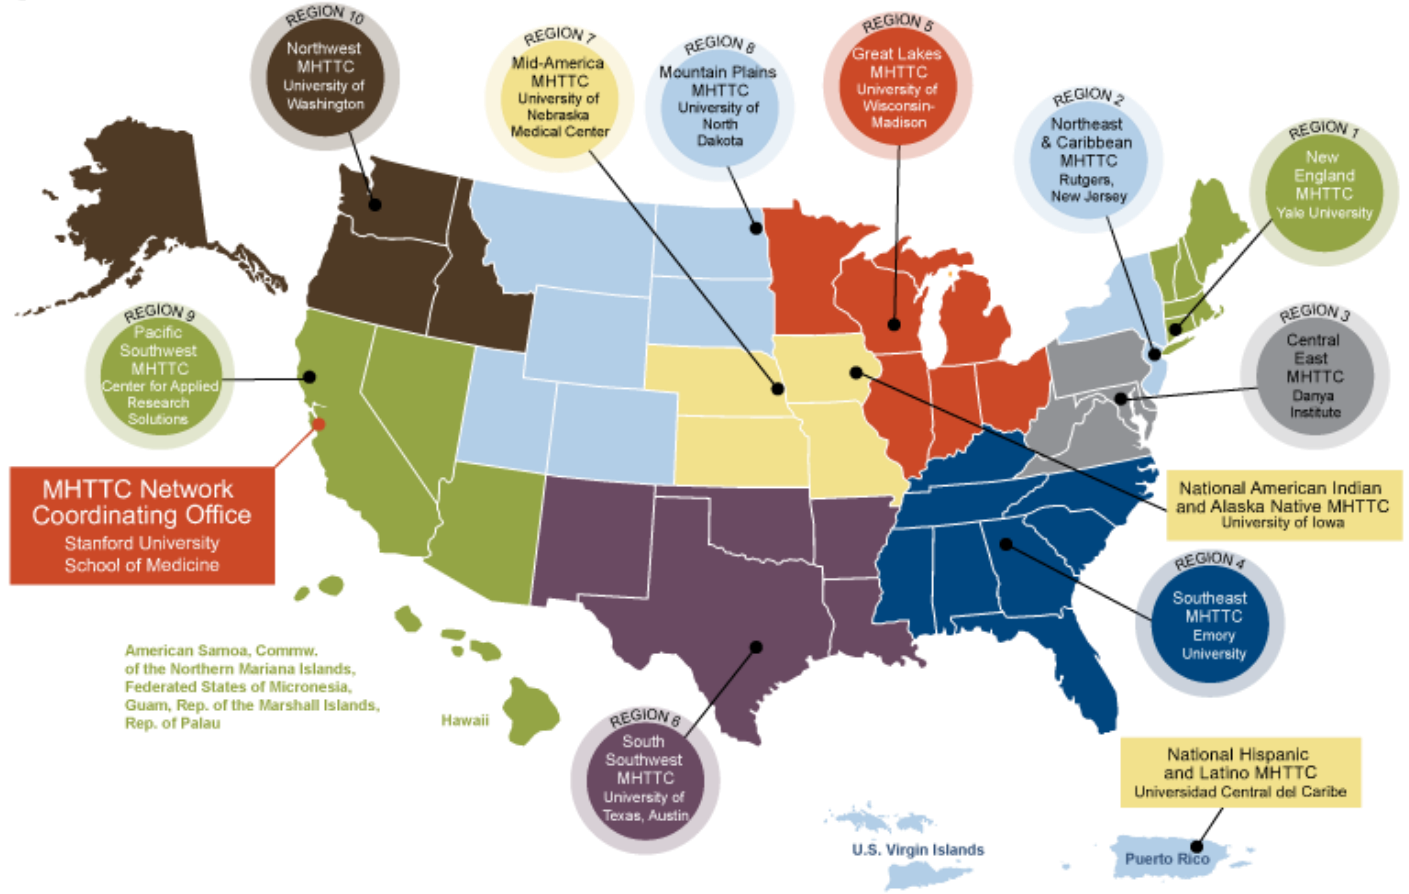 REGION 10
Northwest
MHTTC
University of
Washington
REGION 7
Mid-America
MHTTC
University of
Nebraska
Medical Center
REGION 8
Mountain Plains
MHTTC
University of
North
Dakota
REGION 5
Great Lakes
MHTTC
University of
Wisconsin-
Madison
REGION 2
Northeast
& Caribbean
MHTTC
Rutgers,
New Jersey
REGION 1
New
England
MHTTC
Yale University
REGION 9
Pacific
Southwest
MHTTC
Center for Applied
Research
Solutions
REGION 3
Central
East
MHTTC
Danya
Institute
MHTTC Network
Coordinating Office
Stanford University
School of Medicine
National American Indian
and Alaska Native MHTTC
University of Iowa
REGION 4
Southeast
MHTTC
Emory
University
American Samoa, Commw.
of the Northern Mariana Islands,
Federated States of Micronesia,
Guam, Rep. of the Marshall Islands,
Rep. of Palau
Hawaii
REGION 6
South
Southwest
MHTTC
University of
Texas, Austin
National Hispanic
and Latino MHTTC
Universidad Central del Caribe
U.S. Virgin Islands
Puerto Rico